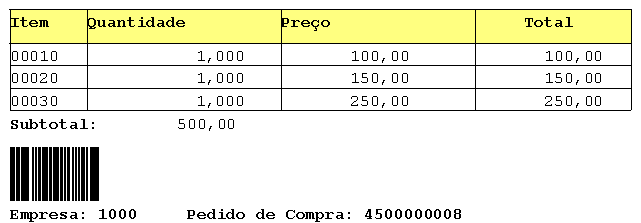 Item Quantidade Preço Total
00010 1,000 100,00 100,00
00020 1,000 150,00 150,00
00030 1,000 250,00 250,00
Subtotal: 500,00
Empresa: 1000 Pedido de Compra: 4500000008